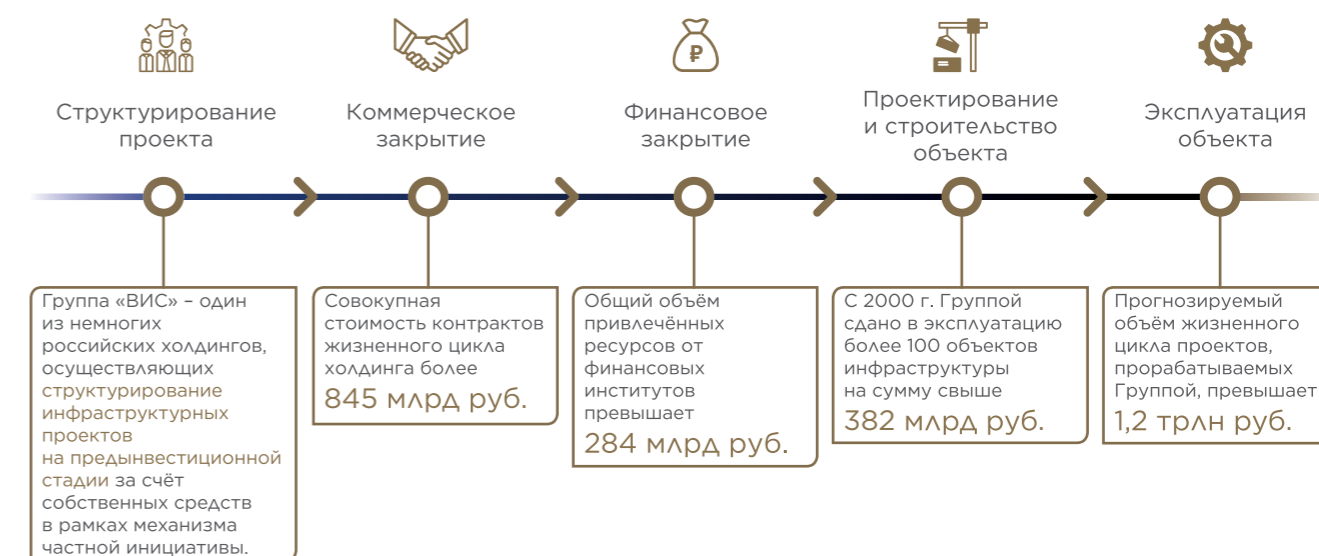 ₽
Структурирование
проекта
Коммерческое
закрытие
Финансовое
закрытие
Проектирование
и строительство
объекта
Эксплуатация
объекта
Группа «ВИС» – один
из немногих
российских холдингов,
осуществляющих
структурирование
инфраструктурных
проектов
на предынвестиционной
стадии за счёт
собственных средств
в рамках механизма
частной инициативы.
Совокупная
стоимость контрактов
жизненного цикла
холдинга более
845 млрд руб.
Общий объём
привлечённых
ресурсов от
финансовых
институтов
превышает
284 млрд руб.
С 2000 г. Группой
сдано в эксплуатацию
более 100 объектов
инфраструктуры
на сумму свыше
382 млрд руб.
Прогнозируемый
объём жизненного
цикла проектов,
прорабатываемых
Группой, превышает
1,2 трлн руб.